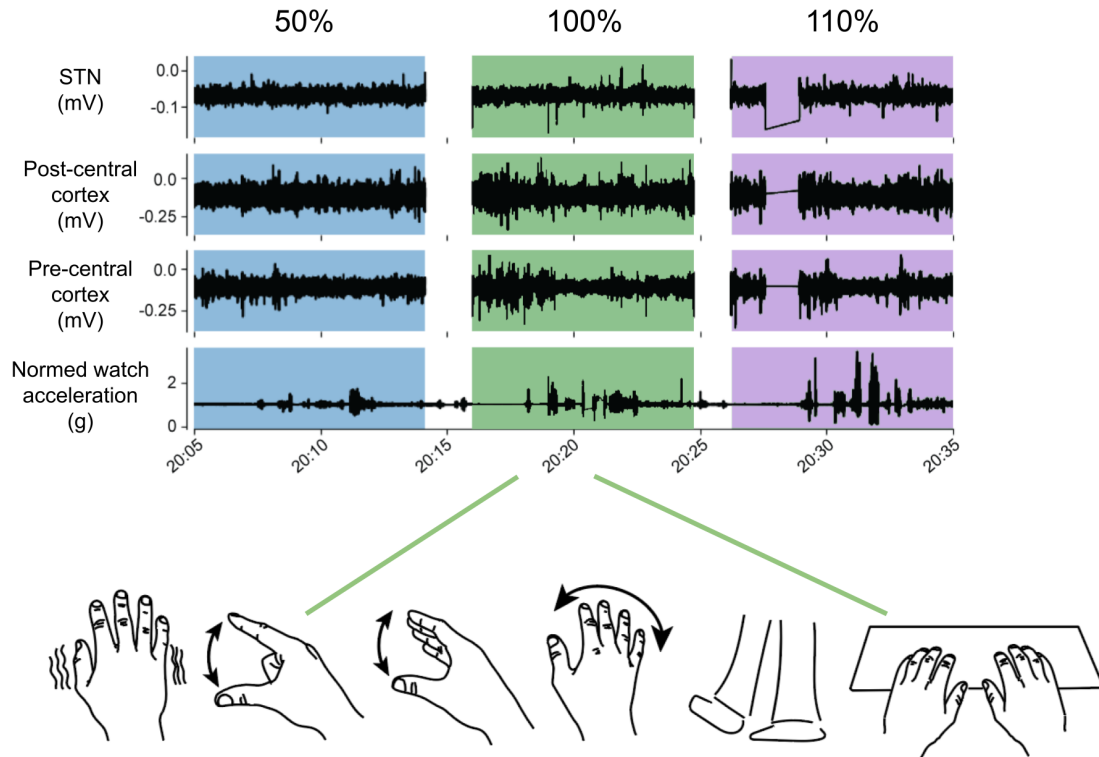 50% 100% 110%
STN
(mV)
0.0
-0.1
Post-central
cortex
(mV)
0.0
-0.25
Pre-central
cortex
(mV)
0.0
-0.25
Normed watch
acceleration
(g)
2
0
20:05 20:10 20:15 20:20 20:25 20:30 20:35